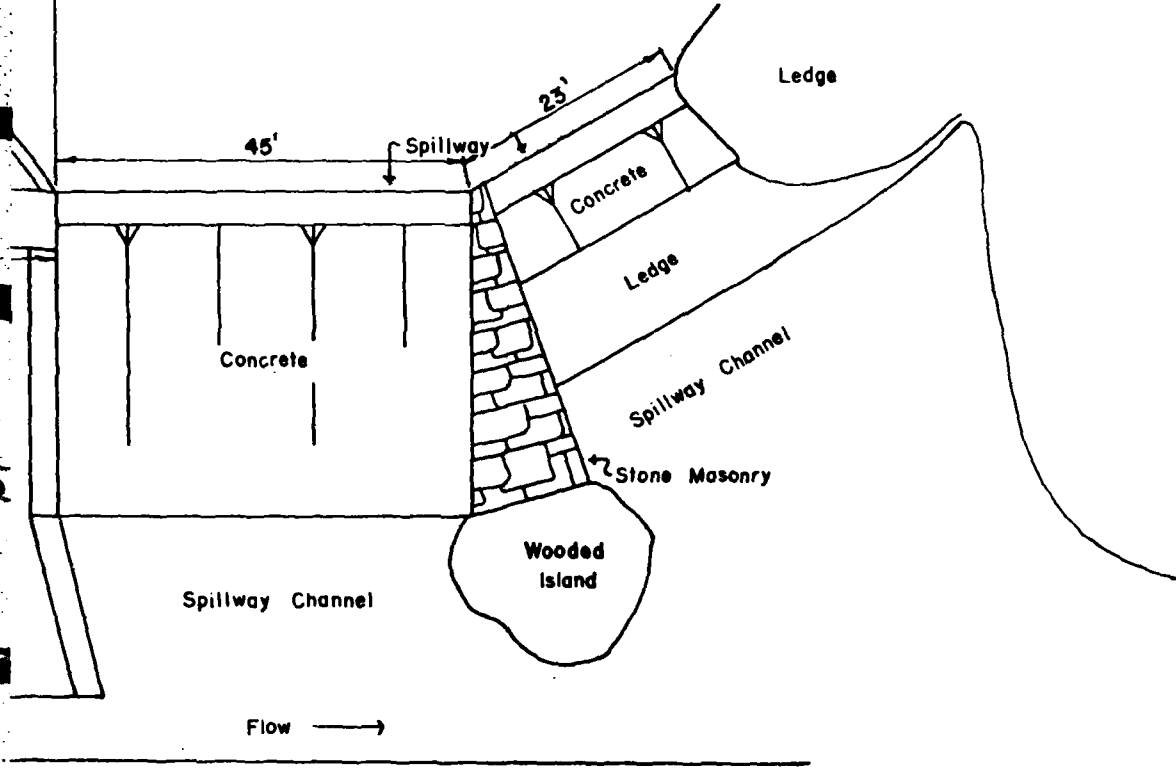 Ledge
23'
45'
Spillway
Concrete
Ledge
Concrete
Spillway Channel
Stone Masonry
Wooded
Island
Spillway Channel
Flow